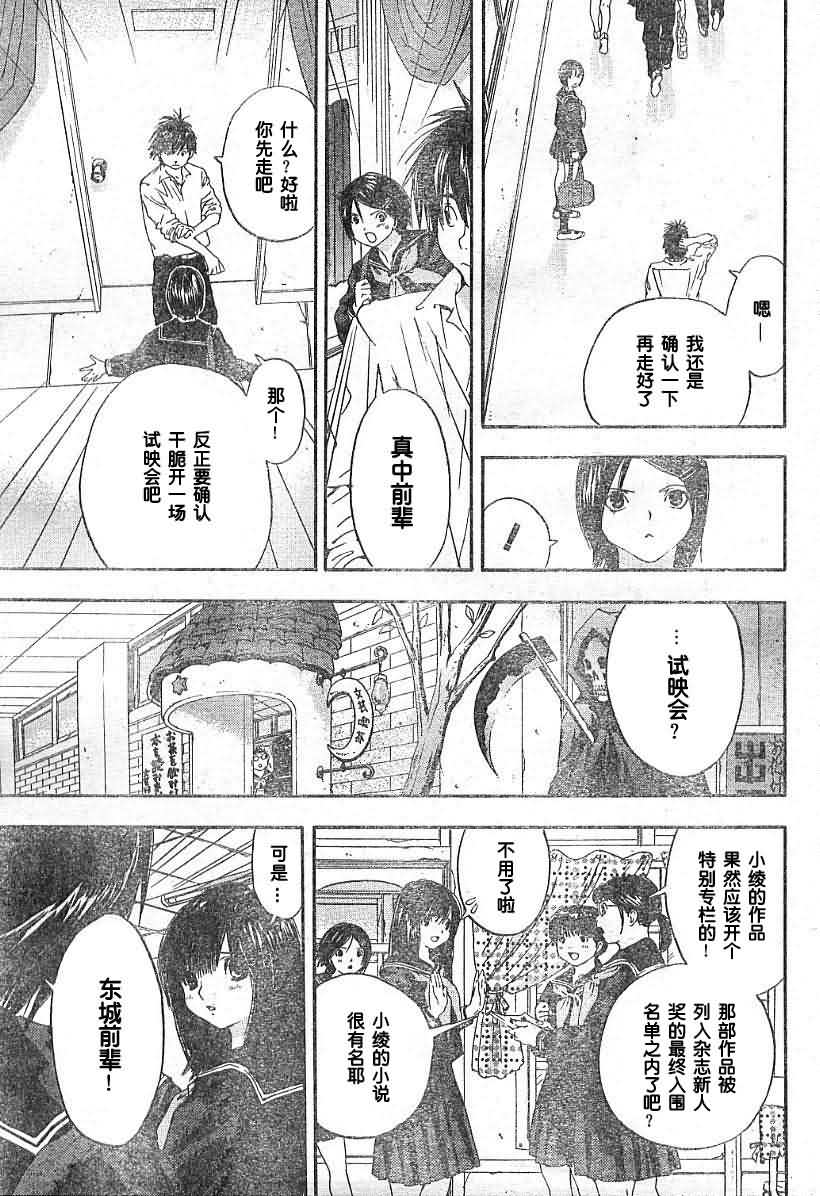 嗯—
我还是
确认一下
再走好了
真中前辈
什么？好啦
你先走吧
那个！
反正要确认
干脆开一场
试映会吧
！
…
试映会？
文芸喫茶
出
小绫的作品
果然应该开个
特别专栏的！
那部作品被
列入杂志新人
奖的最终入围
名单之内了吧？
不用了啦
小绫的小说
很有名耶
可是…
东城前辈！